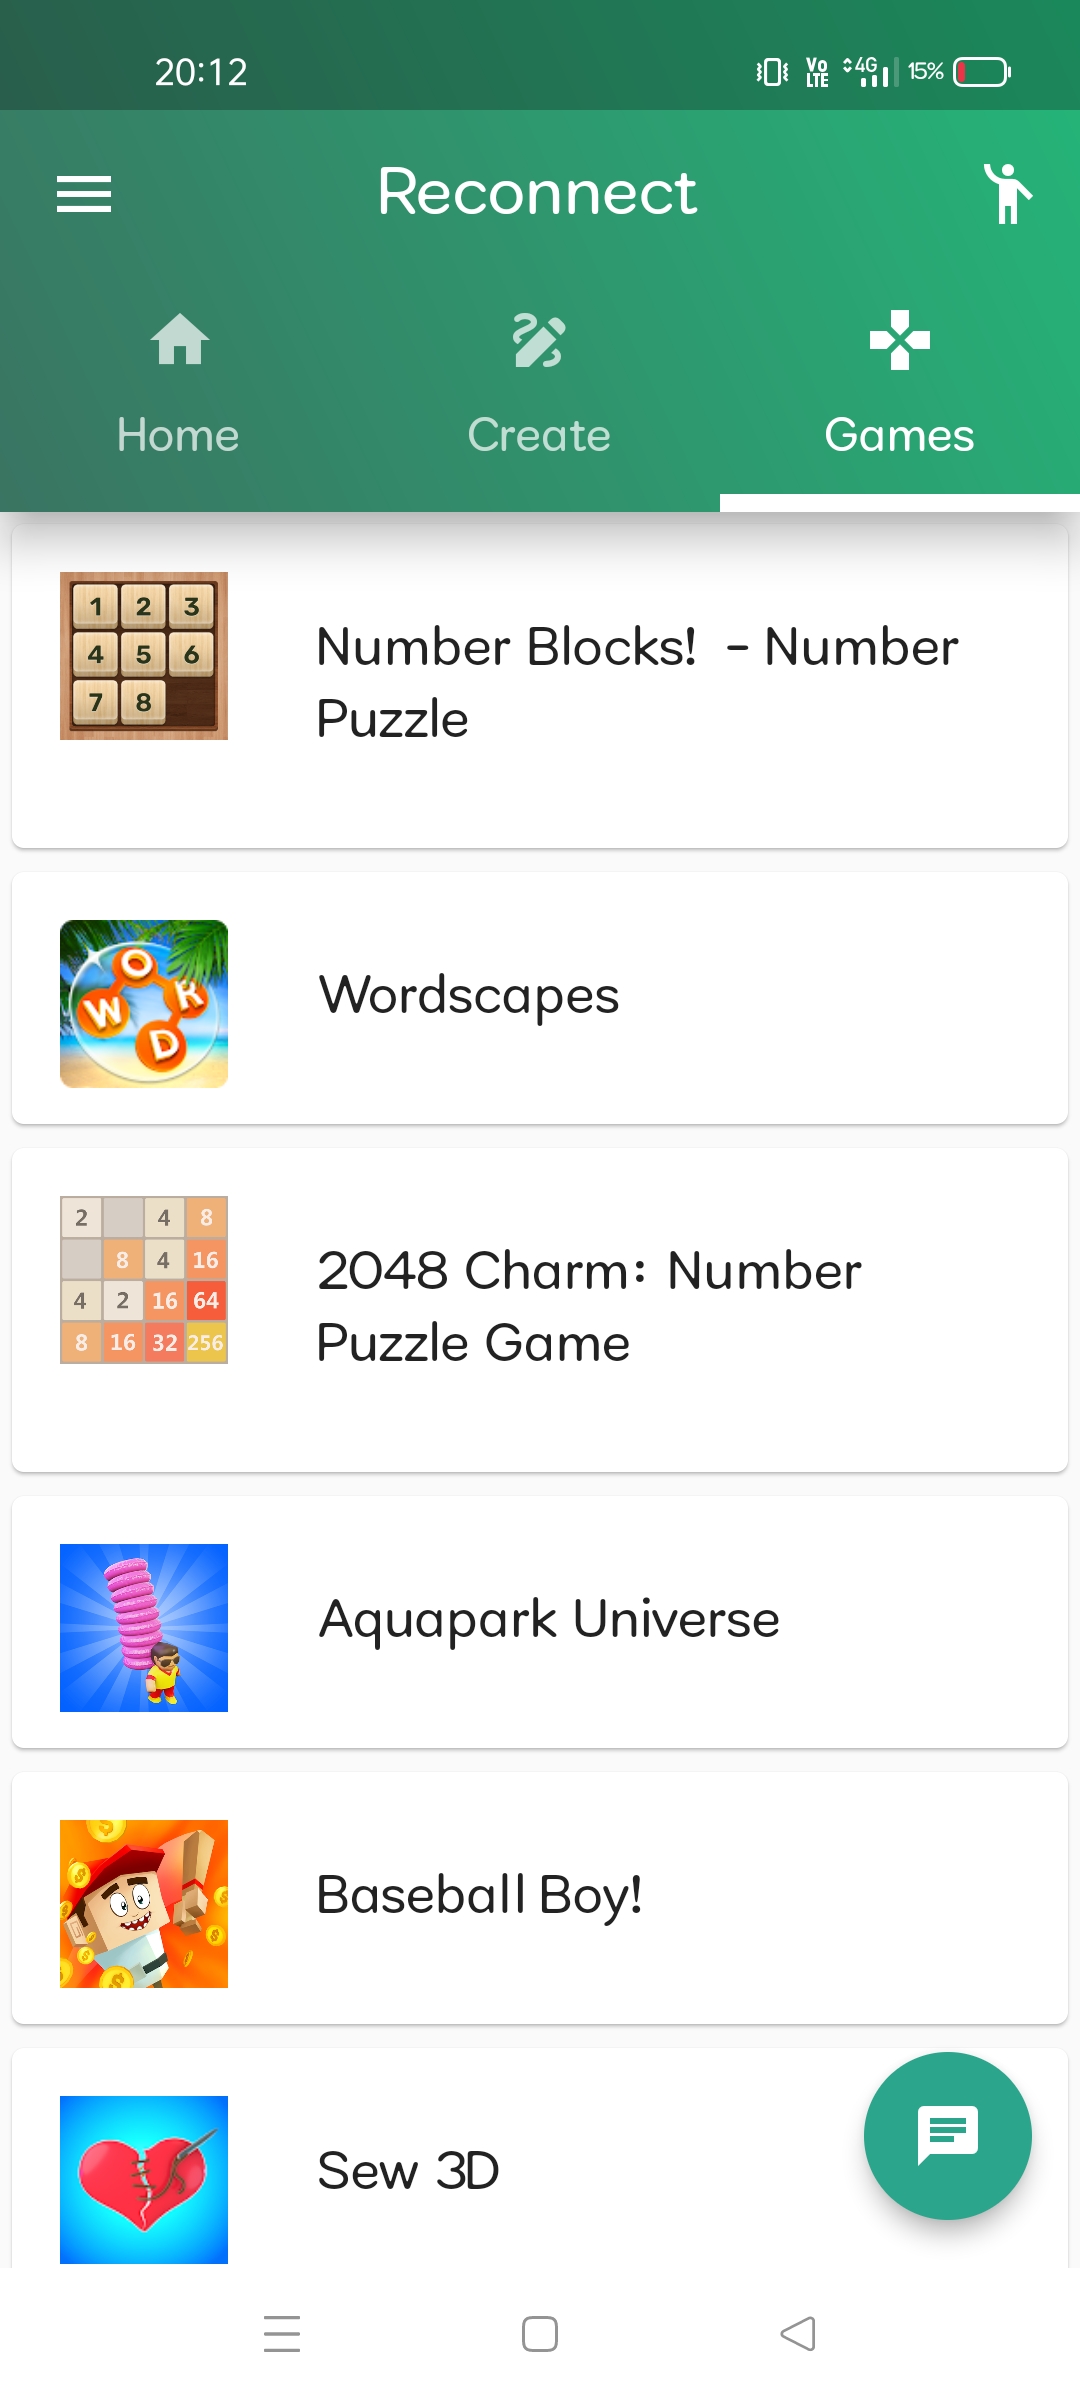 20:12
Vo LTE 4G 15%
Reconnect
Home Create Games
1 2 3
4 5 6
7 8
Number Blocks! - Number
Puzzle
W O R D
Wordscapes
2 4 8
8 4 16
4 2 16 64
8 16 32 256
2048 Charm: Number
Puzzle Game
Aquapark Universe
Baseball Boy!
Sew 3D